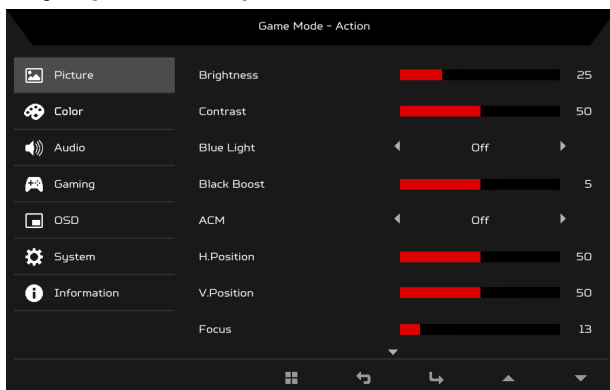 Game Mode - Action
Picture Brightness 25
Color Contrast 50
Audio Blue Light Off
Gaming Black Boost 5
OSD ACM Off
System H.Position 50
Information V.Position 50
Focus 13